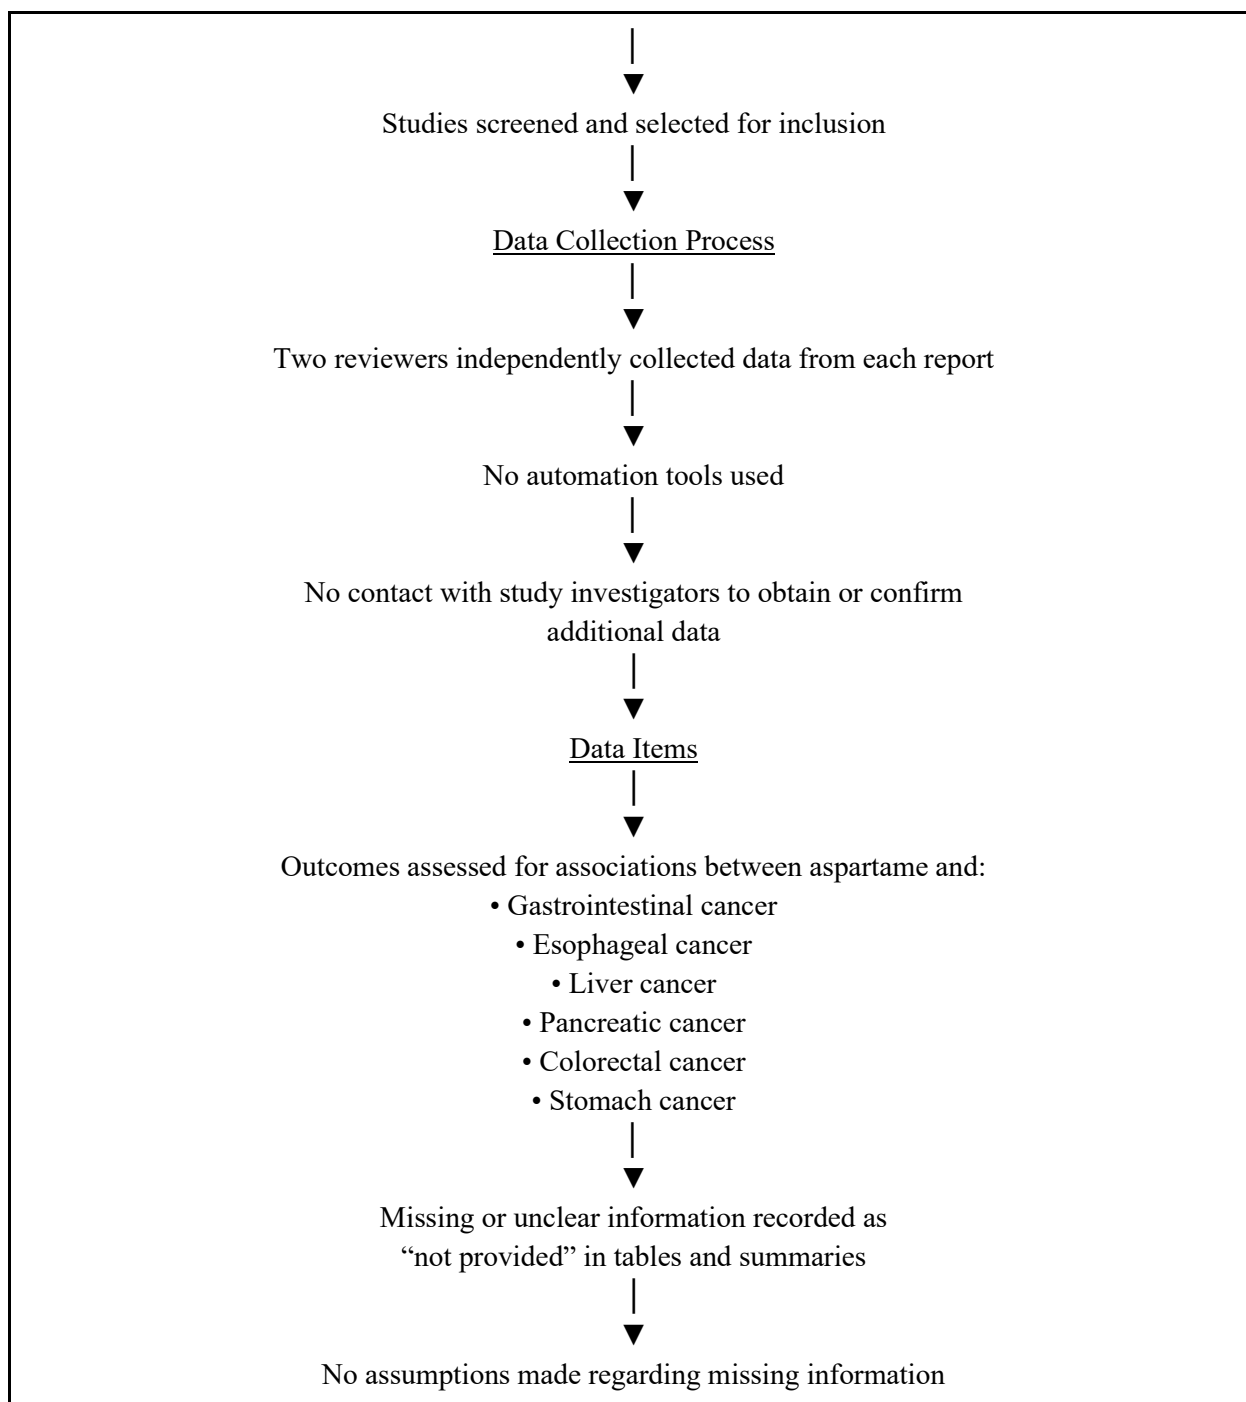 Studies screened and selected for inclusion
Data Collection Process
Two reviewers independently collected data from each report
No automation tools used
No contact with study investigators to obtain or confirm
additional data
Data Items
Outcomes assessed for associations between aspartame and:
• Gastrointestinal cancer
• Esophageal cancer
• Liver cancer
• Pancreatic cancer
• Colorectal cancer
• Stomach cancer
Missing or unclear information recorded as
“not provided” in tables and summaries
No assumptions made regarding missing information